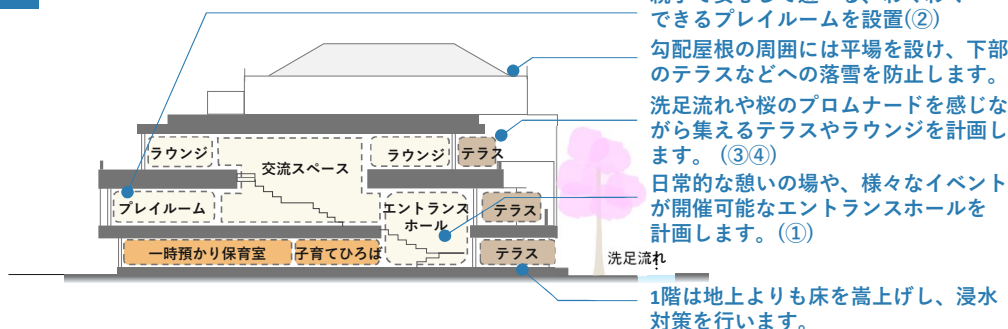 できるプレイルームを設置(②)
勾配屋根の周囲には平場を設け、下部
のテラスなどへの落雪を防止します。
洗足流れや桜のプロムナードを感じな
がら集えるテラスやラウンジを計画し
ます。 (③④)
日常的な憩いの場や、様々なイベント
が開催可能なエントランスホールを
計画します。(①)
1階は地上よりも床を嵩上げし、浸水
対策を行います。
ラウンジ
交流スペース
ラウンジ
テラス
プレイルーム
エントランス
ホール
テラス
一時預かり保育室
子育てひろば
テラス
洗足流れ